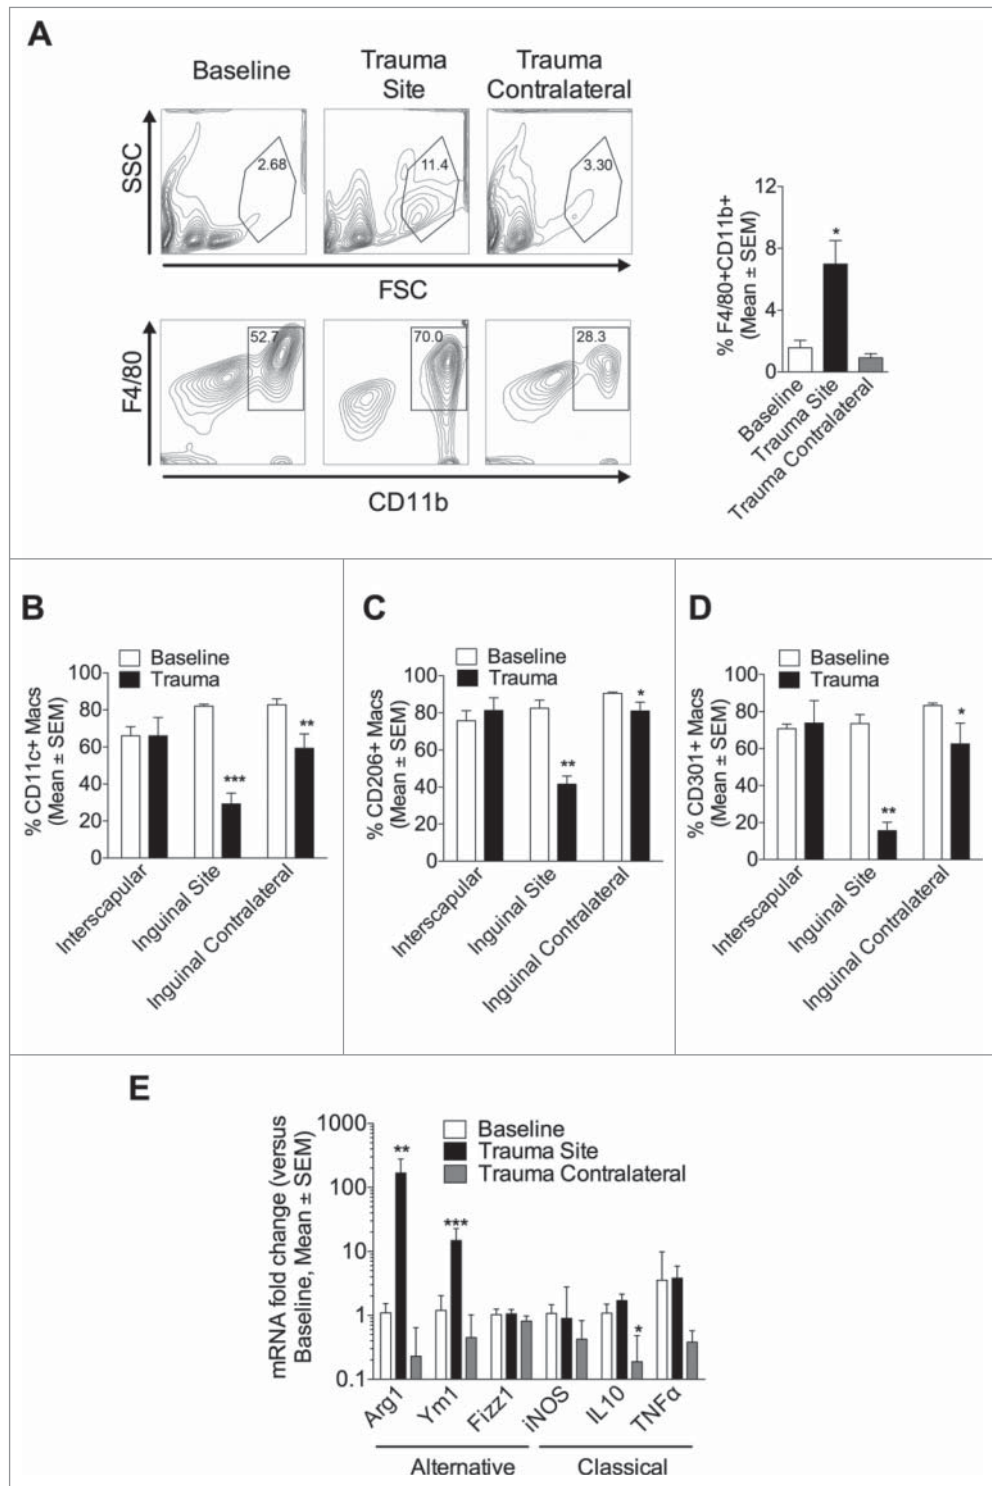 A
Baseline
Trauma
Site
Trauma
Contralateral
SSC
2.68
11.4
3.30
FSC
F4/80
52.7
70.0
28.3
CD11b
% F4/80+CD11b+
(Mean ± SEM)
12
8
4
0
*
Baseline
Trauma Site
Trauma Contralateral
B
Baseline
Trauma
% CD11c+ Macs
(Mean ± SEM)
100
80
60
40
20
0
***
**
Interscapular
Inguinal Site
Inguinal Contralateral
C
Baseline
Trauma
% CD206+ Macs
(Mean ± SEM)
100
80
60
40
20
0
**
*
Interscapular
Inguinal Site
Inguinal Contralateral
D
Baseline
Trauma
% CD301+ Macs
(Mean ± SEM)
100
80
60
40
20
0
**
*
Interscapular
Inguinal Site
Inguinal Contralateral
E
mRNA fold change (versus
Baseline, Mean ± SEM)
1000
100
10
1
0.1
Baseline
Trauma Site
Trauma Contralateral
**
***
*
Arg1
Ym1
Fizz1
iNOS
IL10
TNFα
Alternative
Classical